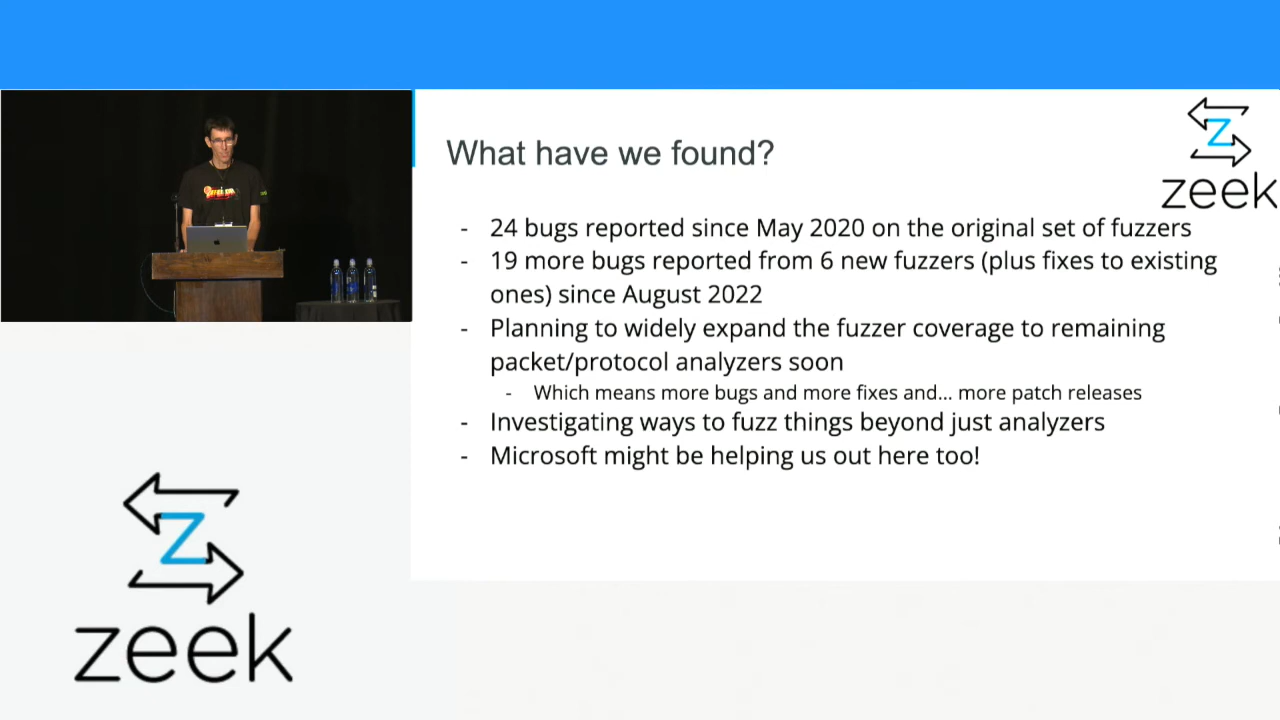 What have we found?
- 24 bugs reported since May 2020 on the original set of fuzzers
- 19 more bugs reported from 6 new fuzzers (plus fixes to existing
ones) since August 2022
- Planning to widely expand the fuzzer coverage to remaining
packet/protocol analyzers soon
- Which means more bugs and more fixes and... more patch releases
- Investigating ways to fuzz things beyond just analyzers
- Microsoft might be helping us out here too!
Z
zeek
Z
zeek